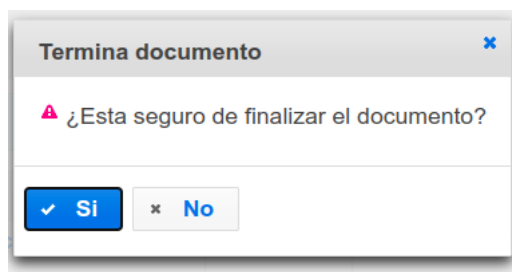 Termina documento
¿Esta seguro de finalizar el documento?
Si
No